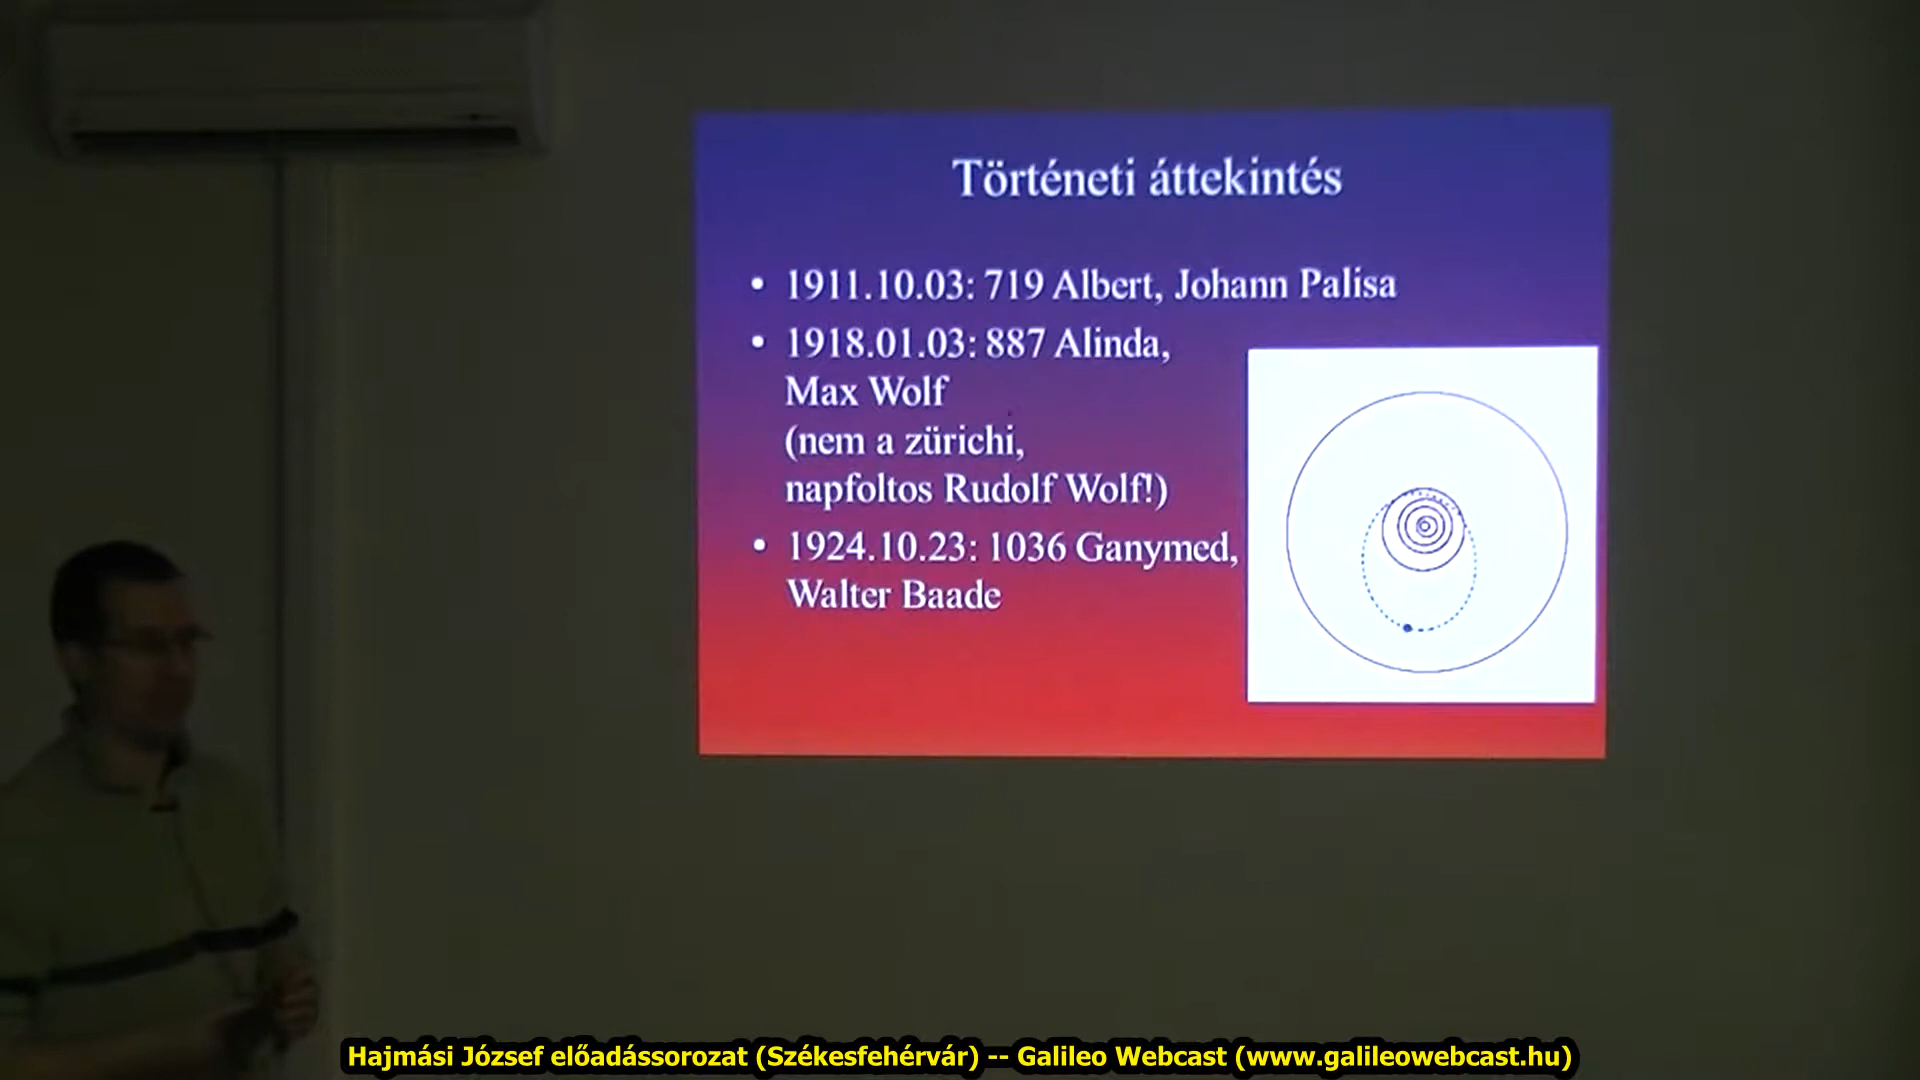 Történeti áttekintés
• 1911.10.03: 719 Albert, Johann Palisa
• 1918.01.03: 887 Alinda,
Max Wolf
(nem a zürichi,
napfoltos Rudolf Wolf!)
• 1924.10.23: 1036 Ganymed,
Walter Baade
Hajmási József előadássorozat (Székesfehérvár) -- Galileo Webcast (www.galileowebcast.hu)